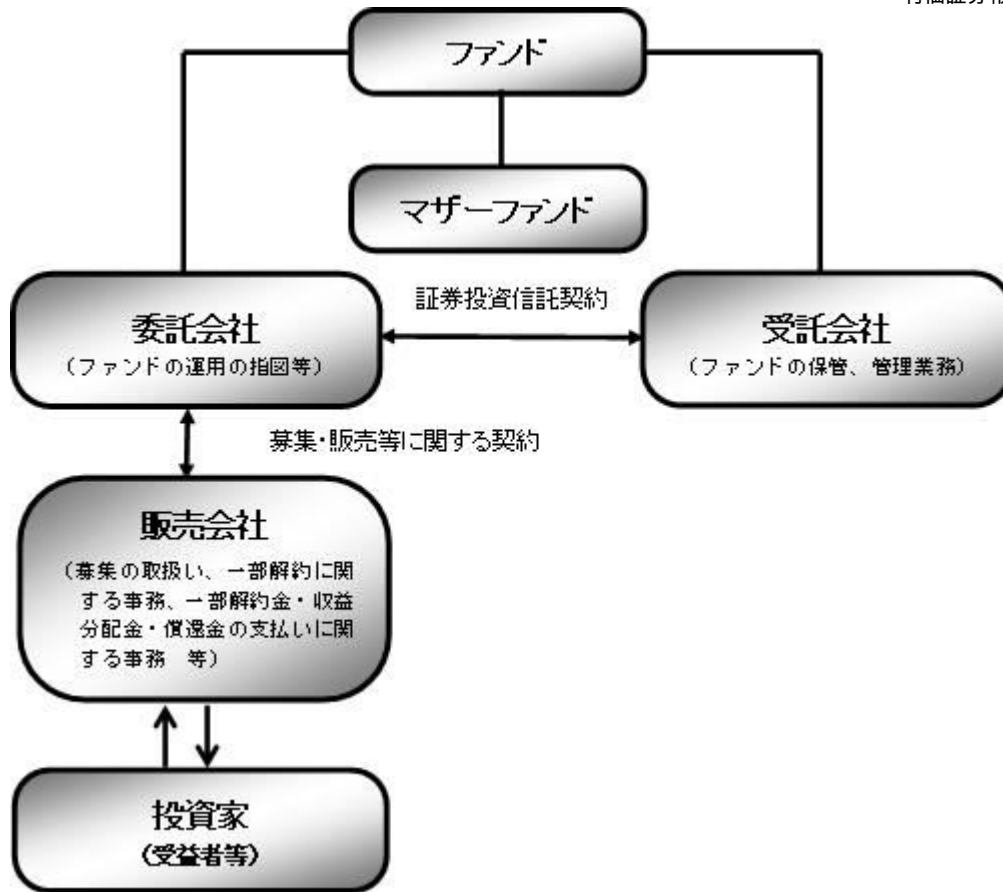 ファンド
マザーファンド
証券投資信託契約
委託会社
(ファンドの運用の指図等)
受託会社
(ファンドの保管、管理業務)
募集・販売等に関する契約
販売会社
(募集の取扱い、一部解約に関
する事務、一部解約金・収益
分配金・償還金の支払いに関
する事務 等)
投資家
(受益者等)